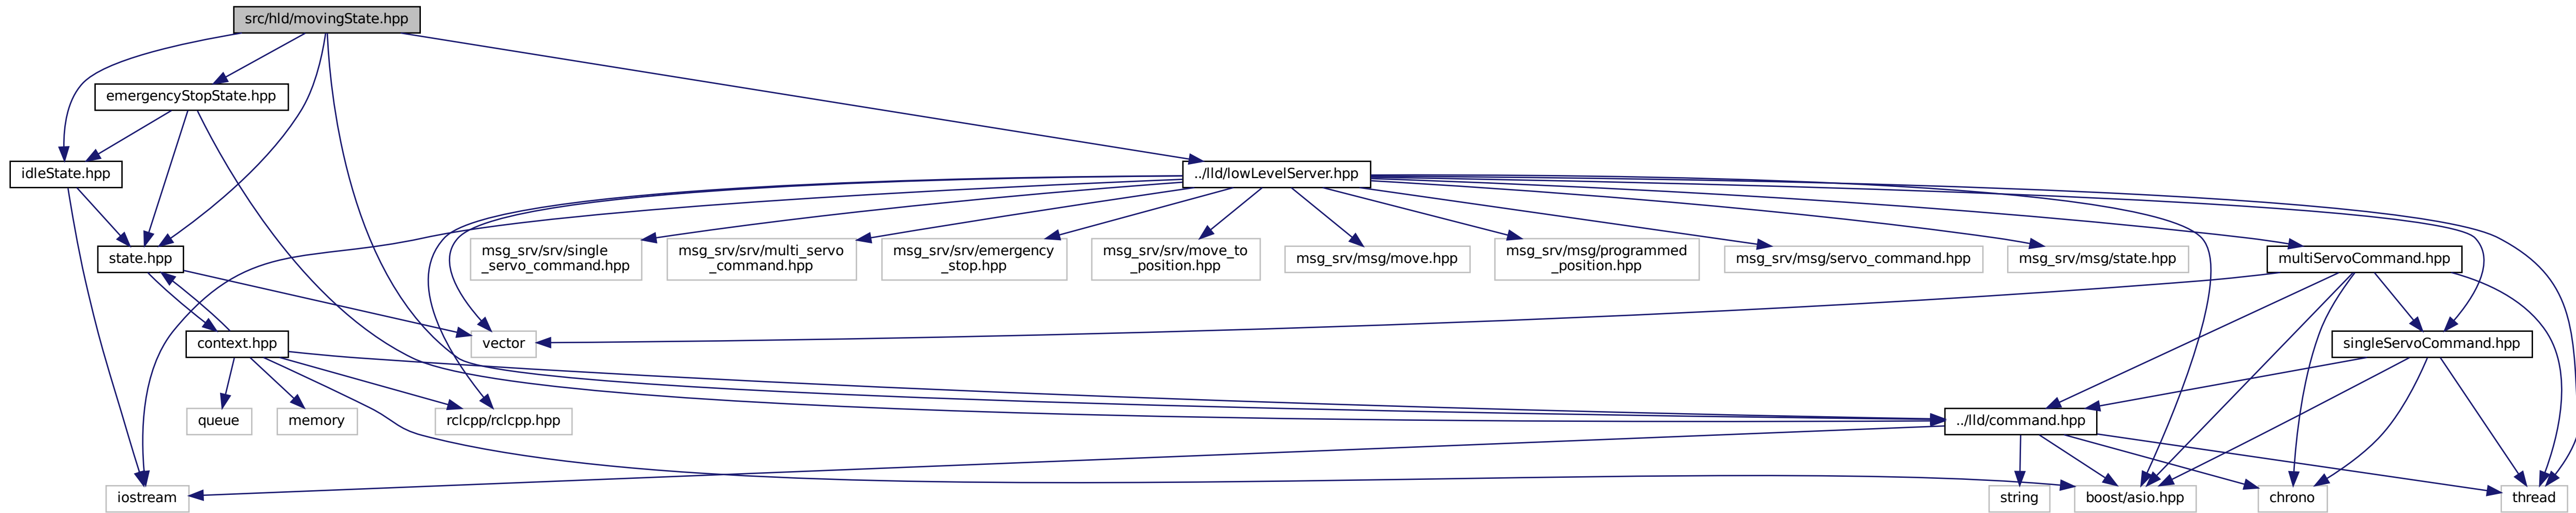 src/hld/movingState.hpp
emergencyStopState.hpp
idleState.hpp
../lld/lowLevelServer.hpp
state.hpp
msg_srv/srv/single
_servo_command.hpp
msg_srv/srv/multi_servo
_command.hpp
msg_srv/srv/emergency
_stop.hpp
msg_srv/srv/move_to
_position.hpp
msg_srv/msg/move.hpp
msg_srv/msg/programmed
_position.hpp
msg_srv/msg/servo_command.hpp
msg_srv/msg/state.hpp
multiServoCommand.hpp
context.hpp
vector
singleServoCommand.hpp
queue
memory
rclcpp/rclcpp.hpp
../lld/command.hpp
iostream
string
boost/asio.hpp
chrono
thread